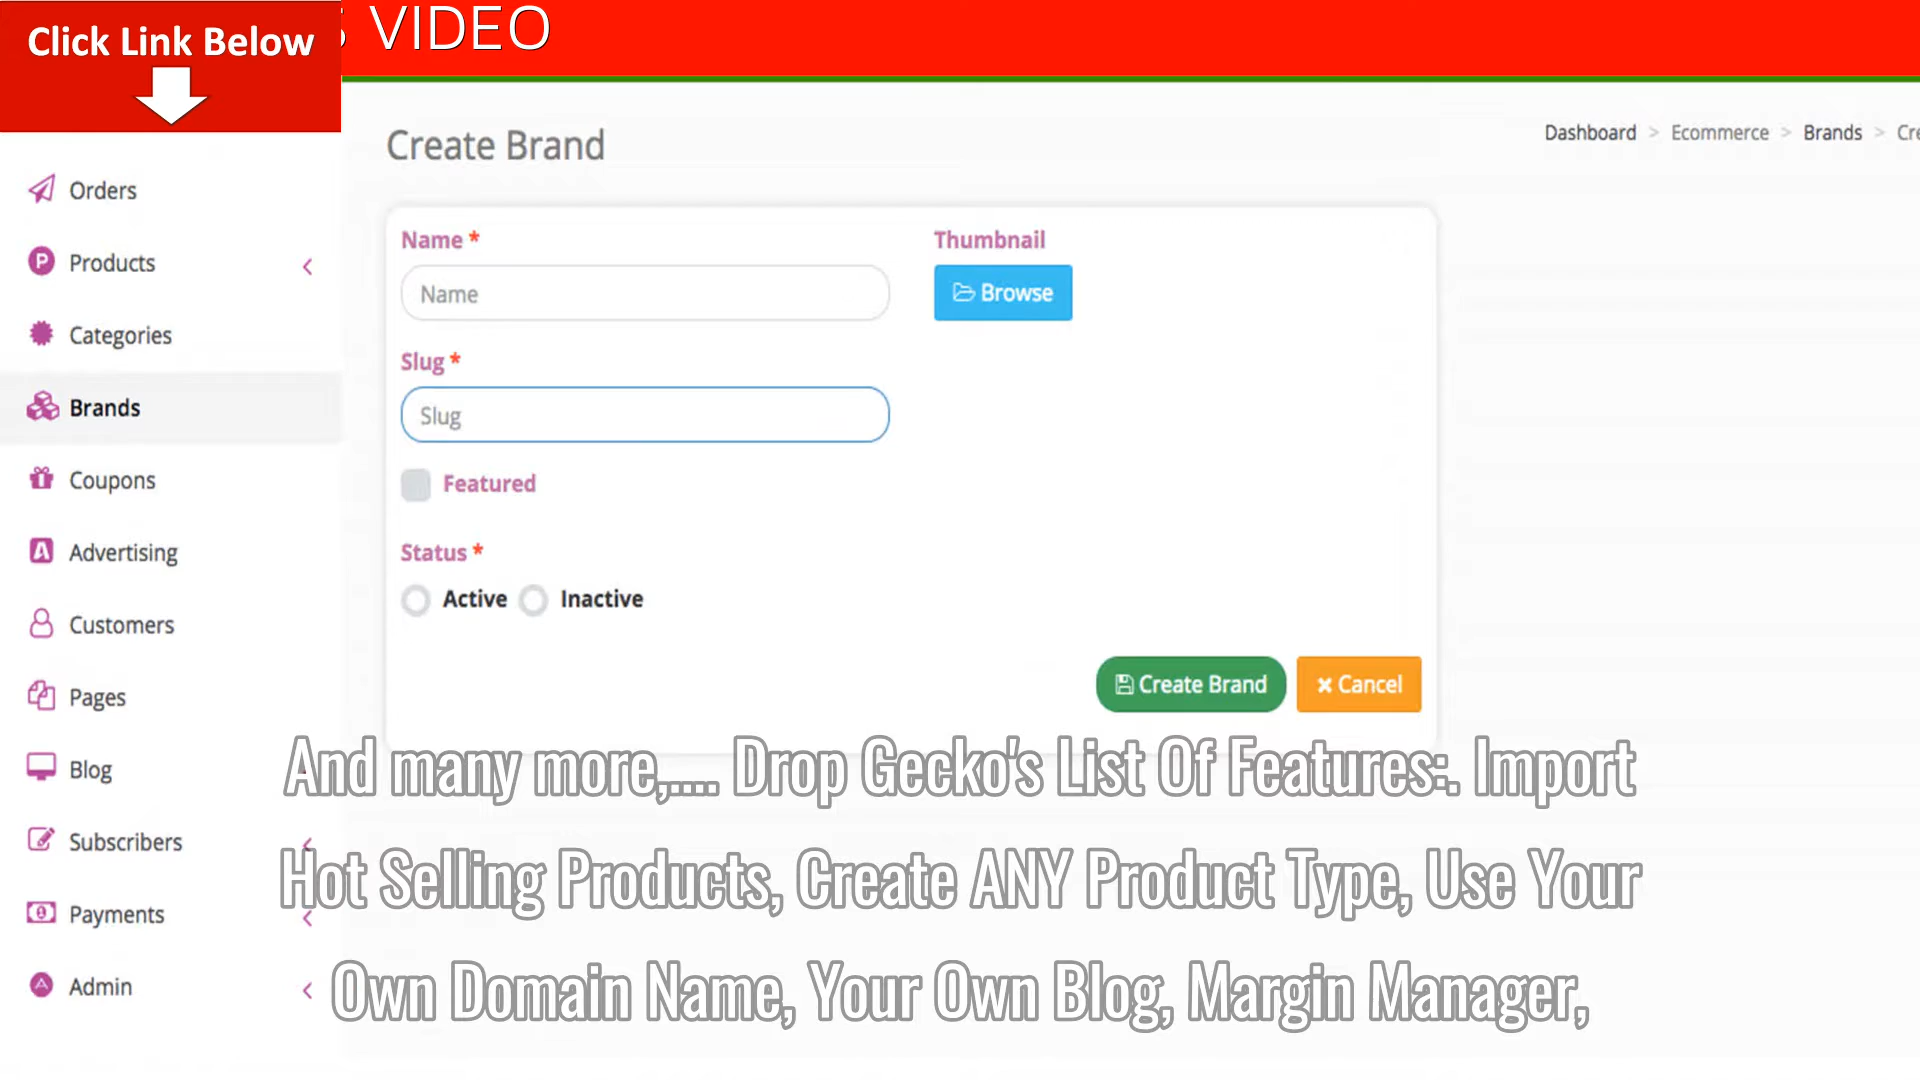 Click Link Below
VIDEO
Create Brand
Dashboard > Ecommerce > Brands >
Orders
Products
Categories
Brands
Coupons
Advertising
Customers
Pages
Blog
Subscribers
Payments
Admin
Name *
Name
Thumbnail
Browse
Slug *
Slug
Featured
Status *
Active Inactive
Create Brand
Cancel
And many more,.... Drop Gecko's List Of Features:. Import
Hot Selling Products, Create ANY Product Type, Use Your
Own Domain Name, Your Own Blog, Margin Manager,